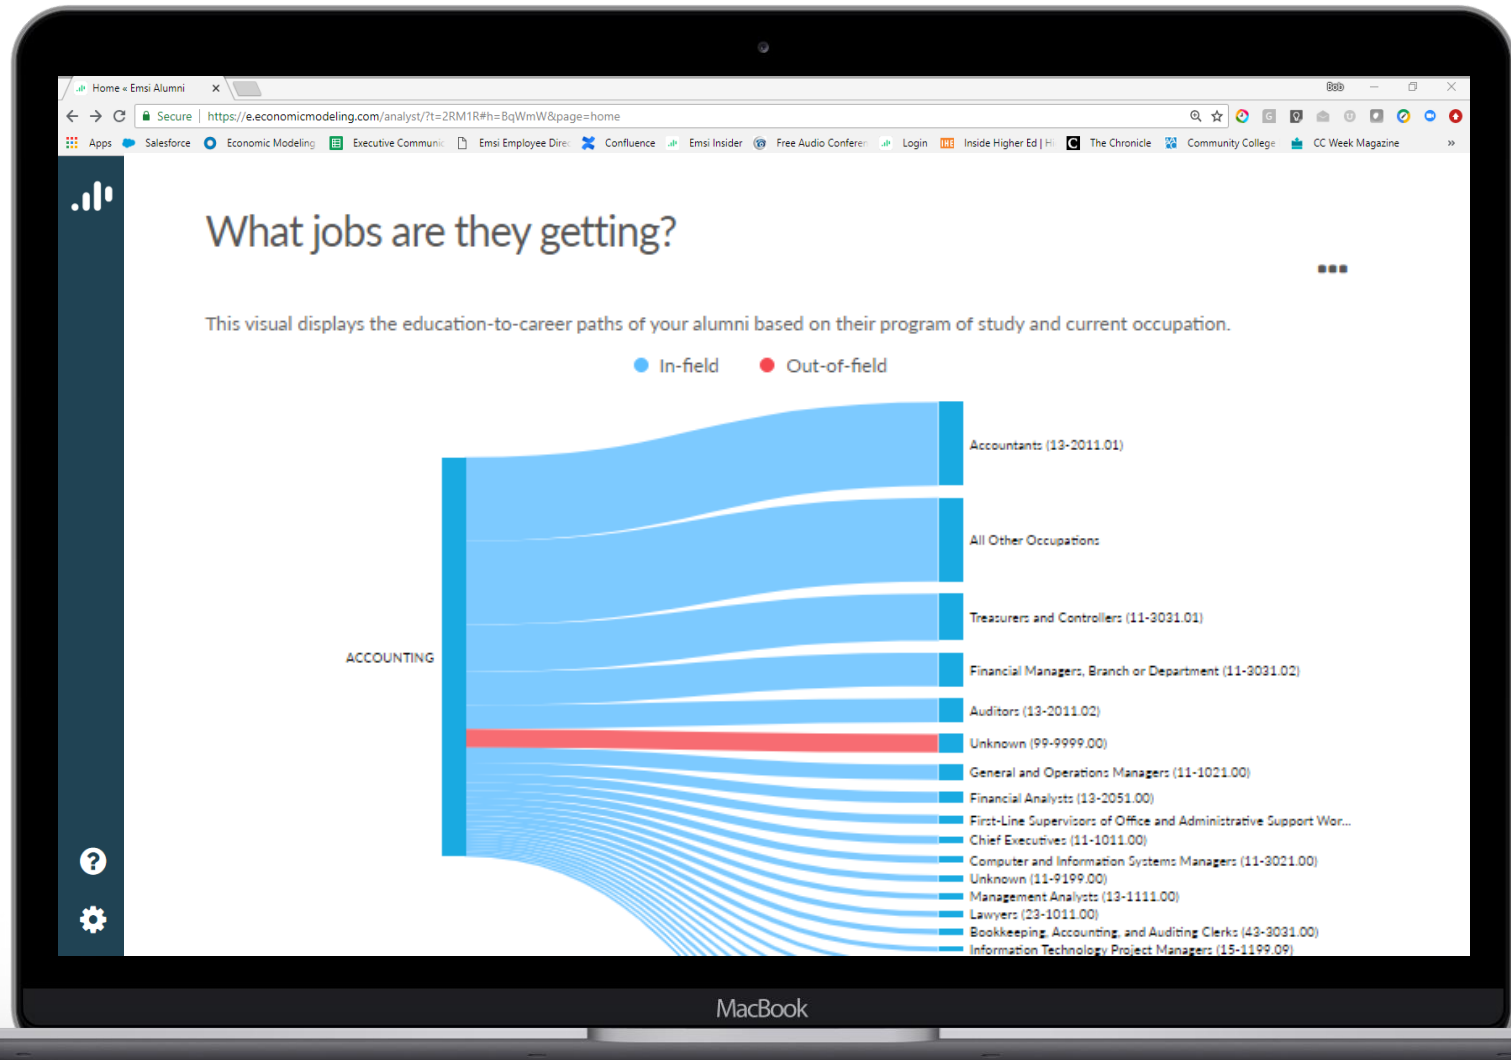 Home « Emsi Alumni
Bob
Secure
https://e.economicmodeling.com/analyst/?t=2RM1R#h=BqWmW&page=home
Apps Salesforce Economic Modeling Executive Communic Emsi Employee Direc Confluence Emsi Insider Free Audio Conferen Login Inside Higher Ed | Hi The Chronicle Community College CC Week Magazine »
What jobs are they getting?
This visual displays the education-to-career paths of your alumni based on their program of study and current occupation.
In-field Out-of-field
Accountants (13-2011.01)
All Other Occupations
Treasurers and Controllers (11-3031.01)
ACCOUNTING
Financial Managers, Branch or Department (11-3031.02)
Auditors (13-2011.02)
Unknown (99-9999.00)
General and Operations Managers (11-1021.00)
Financial Analysts (13-2051.00)
First-Line Supervisors of Office and Administrative Support Wor...
Chief Executives (11-1011.00)
Computer and Information Systems Managers (11-3021.00)
Unknown (11-9199.00)
Management Analysts (13-1111.00)
Lawyers (23-1011.00)
Bookkeeping, Accounting, and Auditing Clerks (43-3031.00)
Information Technology Project Managers (15-1199.09)
MacBook